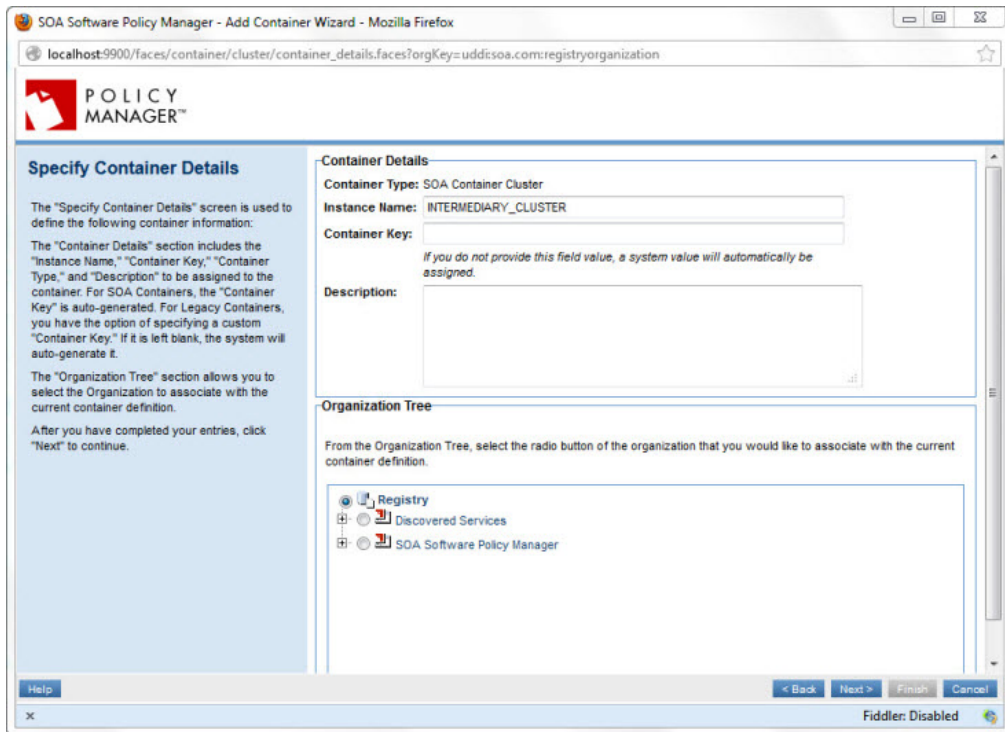 SOA Software Policy Manager - Add Container Wizard - Mozilla Firefox
localhost:9900/faces/container/cluster/container_details.faces?orgKey=uddi:soa.com:registryorganization
POLICY
MANAGER™
Specify Container Details
The "Specify Container Details" screen is used to
define the following container information:
The "Container Details" section includes the
"Instance Name," "Container Key," "Container
Type," and "Description" to be assigned to the
container. For SOA Containers, the "Container
Key" is auto-generated. For Legacy Containers,
you have the option of specifying a custom
"Container Key." If it is left blank, the system will
auto-generate it.
The "Organization Tree" section allows you to
select the Organization to associate with the
current container definition.
After you have completed your entries, click
"Next" to continue.
Container Details
Container Type: SOA Container Cluster
Instance Name: INTERMEDIARY_CLUSTER
Container Key:
If you do not provide this field value, a system value will automatically be
assigned.
Description:
Organization Tree
From the Organization Tree, select the radio button of the organization that you would like to associate with the current
container definition.
Registry
Discovered Services
SOA Software Policy Manager
Help
< Back Next > Finish Cancel
Fiddler: Disabled